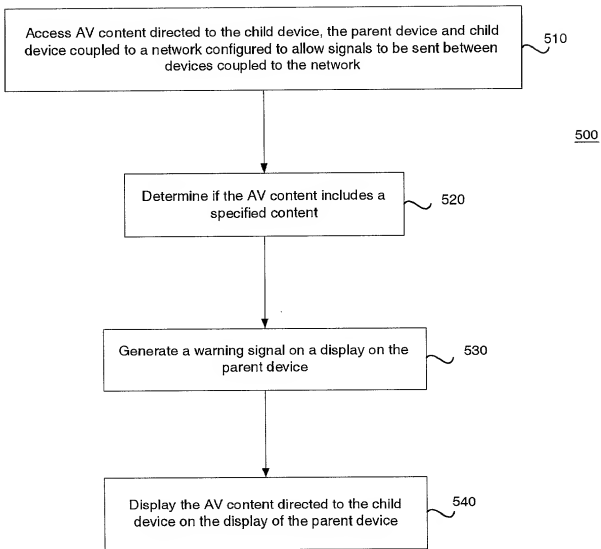 Access AV content directed to the child device, the parent device and child
device coupled to a network configured to allow signals to be sent between
devices coupled to the network
510
500
Determine if the AV content includes a
specified content
520
Generate a warning signal on a display on the
parent device
530
Display the AV content directed to the child
device on the display of the parent device
540